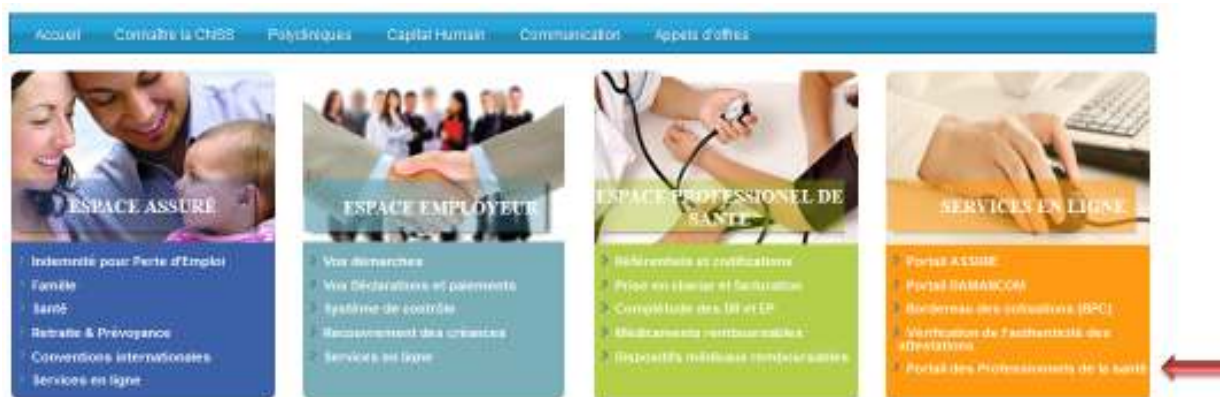 Accueil Connaître la CNSS Polycliniques Capital Humain Communication Appels d'offres
ESPACE ASSURÉ
Indemnité pour Perte d'Emploi
Famille
Santé
Retraite & Prévoyance
Conventions internationales
Services en ligne
ESPACE EMPLOYEUR
Vos démarches
Vos Déclarations et paiements
Système de contrôle
Recouvrement des créances
Services en ligne
ESPACE PROFESSIONEL DE
SANTÉ
Référentiels et codifications
Prise en charge et facturation
Complétude des DR et EP
Médicaments remboursables
Dispositifs médicaux remboursables
SERVICES EN LIGNE
Portail ASSURE
Portail DAMANCOM
Bordereau des cotisations (BPC)
Vérification de l'authenticité des
attestations
Portail des Professionnels de la santé